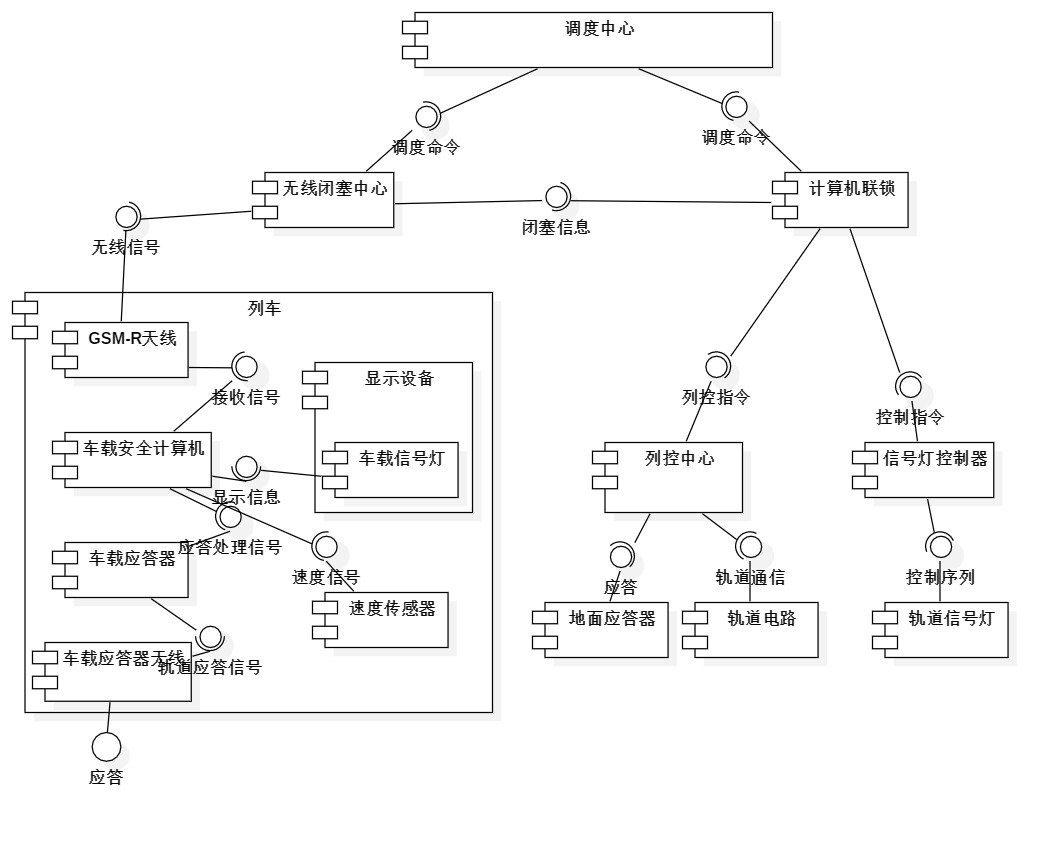 调度中心
调度命令
调度命令
无线闭塞中心
计算机联锁
无线信号
闭塞信息
列车
GSM-R天线
显示设备
接收信号
列控指令
控制指令
车载安全计算机
车载信号灯
列控中心
信号灯控制器
显示信息
应答处理信号
车载应答器
速度信号
应答
轨道通信
控制序列
速度传感器
地面应答器
轨道电路
轨道信号灯
车载应答器天线
轨道应答信号
应答